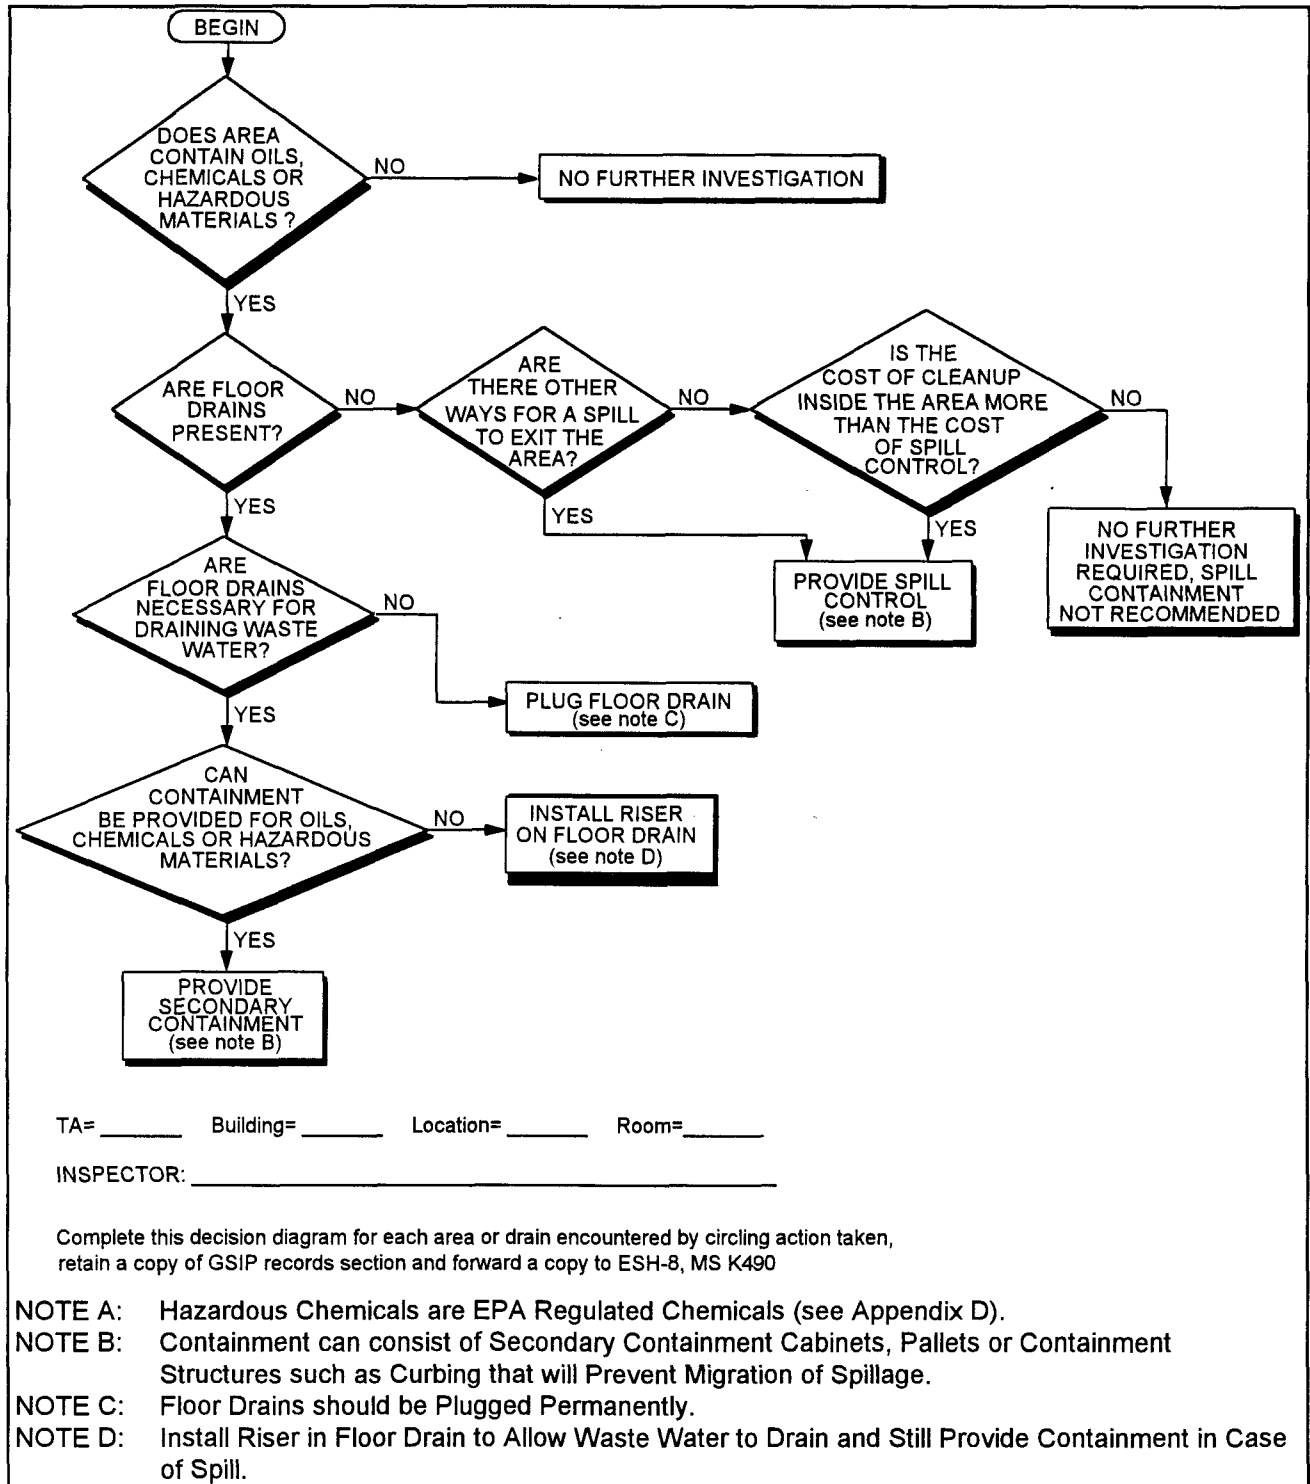 BEGIN
DOES AREA
CONTAIN OILS,
CHEMICALS OR
HAZARDOUS
MATERIALS ?
NO
NO FURTHER INVESTIGATION
YES
ARE FLOOR
DRAINS
PRESENT?
NO
ARE
THERE OTHER
WAYS FOR A SPILL
TO EXIT THE
AREA?
NO
IS THE
COST OF CLEANUP
INSIDE THE AREA MORE
THAN THE COST
OF SPILL
CONTROL?
NO
YES
YES
YES
NO FURTHER
INVESTIGATION
REQUIRED, SPILL
CONTAINMENT
NOT RECOMMENDED
PROVIDE SPILL
CONTROL
(see note B)
ARE
FLOOR DRAINS
NECESSARY FOR
DRAINING WASTE
WATER?
NO
PLUG FLOOR DRAIN
(see note C)
YES
CAN
CONTAINMENT
BE PROVIDED FOR OILS,
CHEMICALS OR HAZARDOUS
MATERIALS?
NO
INSTALL RISER
ON FLOOR DRAIN
(see note D)
YES
PROVIDE
SECONDARY
CONTAINMENT
(see note B)
TA= ________ Building= ________ Location= ________ Room= ________
INSPECTOR: ________
Complete this decision diagram for each area or drain encountered by circling action taken,
retain a copy of GSIP records section and forward a copy to ESH-8, MS K490
NOTE A: Hazardous Chemicals are EPA Regulated Chemicals (see Appendix D).
NOTE B: Containment can consist of Secondary Containment Cabinets, Pallets or Containment
Structures such as Curbing that will Prevent Migration of Spillage.
NOTE C: Floor Drains should be Plugged Permanently.
NOTE D: Install Riser in Floor Drain to Allow Waste Water to Drain and Still Provide Containment in Case
of Spill.